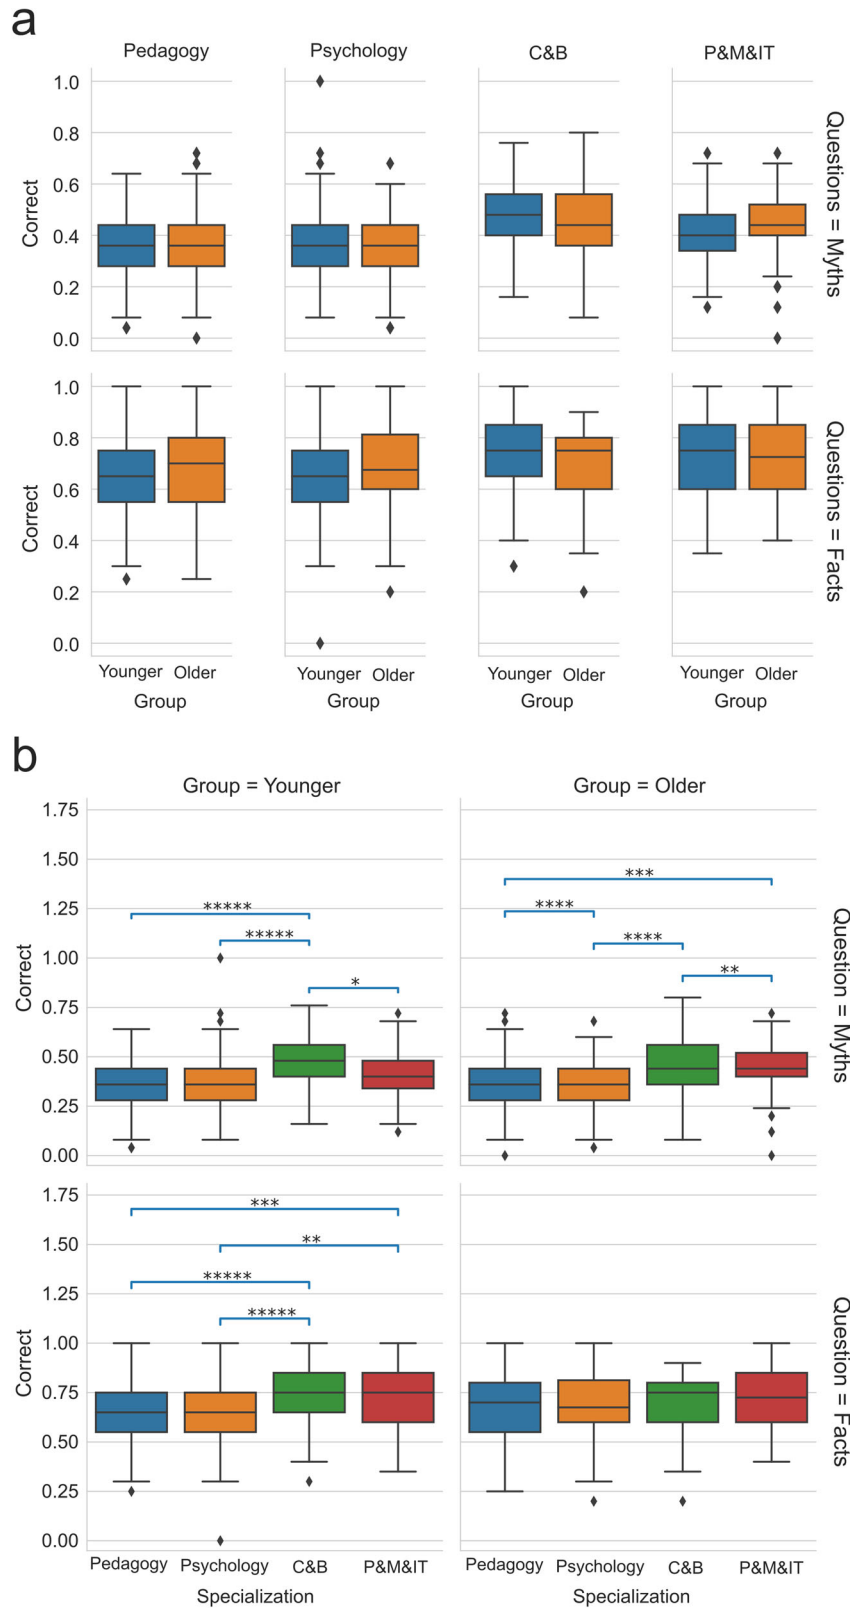 a
Pedagogy Psychology C&B P&M&IT
1.0
0.8
0.6
0.4
0.2
0.0
Correct
Questions = Myths
1.0
0.8
0.6
0.4
0.2
0.0
Correct
Questions = Facts
Younger Older Younger Older Younger Older Younger Older
Group Group Group Group
b
Group = Younger Group = Older
1.75
1.50
1.25
1.00
0.75
0.50
0.25
0.00
Correct
*****
*****
*
***
****
****
**
Question = Myths
1.75
1.50
1.25
1.00
0.75
0.50
0.25
0.00
Correct
***
**
*****
*****
Question = Facts
Pedagogy Psychology C&B P&M&IT Pedagogy Psychology C&B P&M&IT
Specialization Specialization